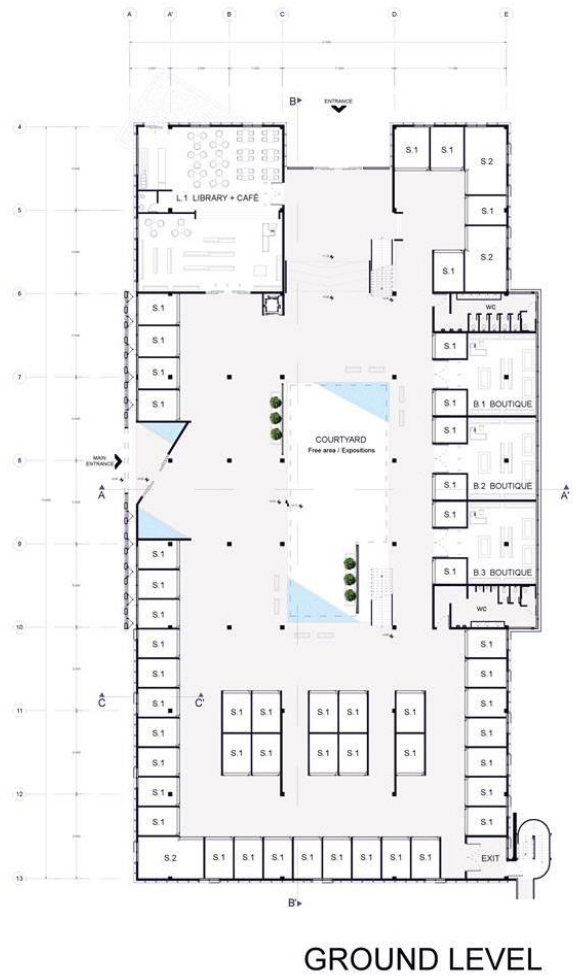 A A' B C D E
B
ENTRANCE
4
S.1 S.1 S.2
L.1 LIBRARY + CAFÉ
5
S.1
S.1 S.2
6
S.1 WC
S.1 S.1
7
S.1
S.1 S.1 B.1 BOUTIQUE
S.1
COURTYARD
Free area / Expositions
MAIN
ENTRANCE
8
B.2 BOUTIQUE
A S.1 A'
S.1
9
S.1 S.1 B.3 BOUTIQUE
S.1
S.1 WC
10
S.1 S.1
S.1 S.1
C C'
S.1 S.1 S.1 S.1 S.1 S.1 S.1
11
S.1 S.1 S.1 S.1 S.1 S.1 S.1
S.1 S.1
12
S.1 S.1
S.1 S.1
S.2 S.1 S.1 S.1 S.1 S.1 S.1 S.1 S.1 EXIT
13
B'
GROUND LEVEL